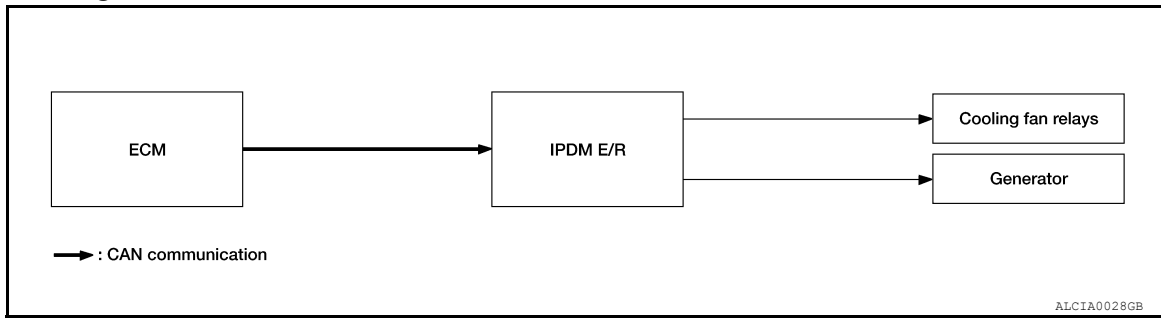 ECM
IPDM E/R
Cooling fan relays
Generator
: CAN communication
ALCIA0028GB